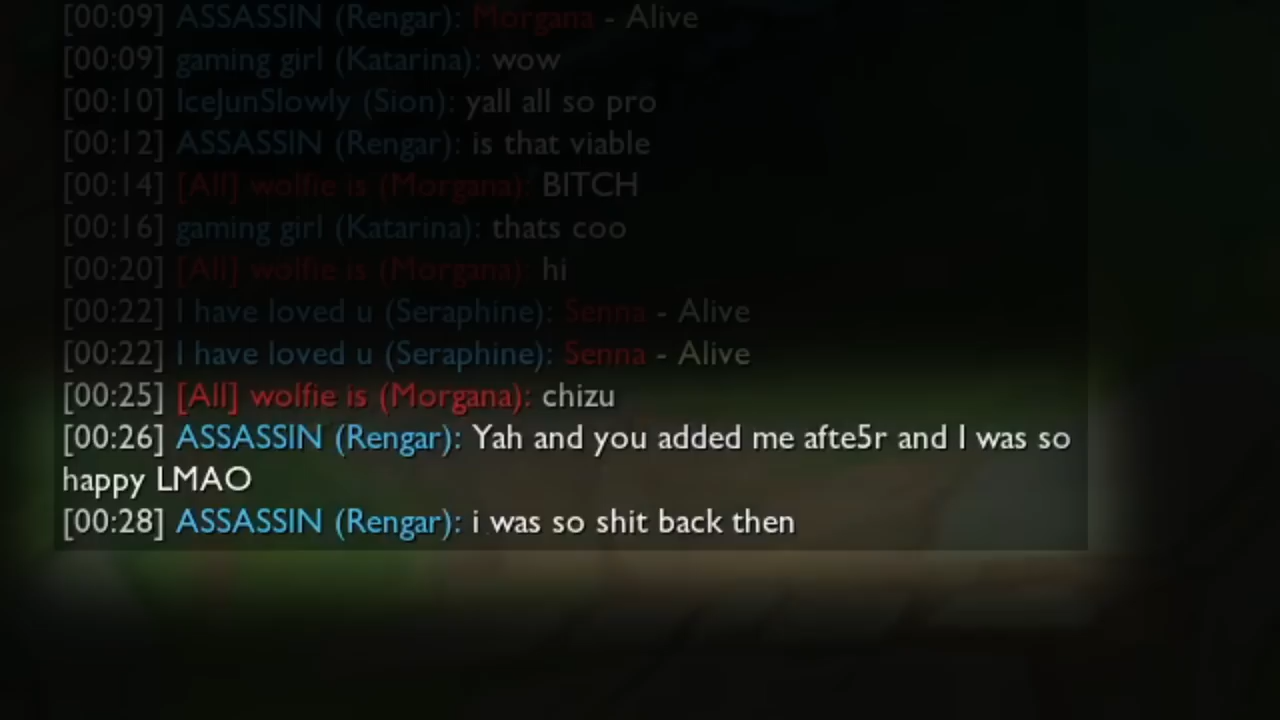 [00:09] ASSASSIN (Rengar): Morgana - Alive
[00:09] gaming girl (Katarina): wow
[00:10] IceJunSlowly (Sion): yall all so pro
[00:12] ASSASSIN (Rengar): is that viable
[00:14] [All] wolfie is (Morgana): BITCH
[00:16] gaming girl (Katarina): thats coo
[00:20] [All] wolfie is (Morgana): hi
[00:22] I have loved u (Seraphine): Senna - Alive
[00:22] I have loved u (Seraphine): Senna - Alive
[00:25] [All] wolfie is (Morgana): chizu
[00:26] ASSASSIN (Rengar): Yah and you added me afte5r and I was so
happy LMAO
[00:28] ASSASSIN (Rengar): i was so shit back then